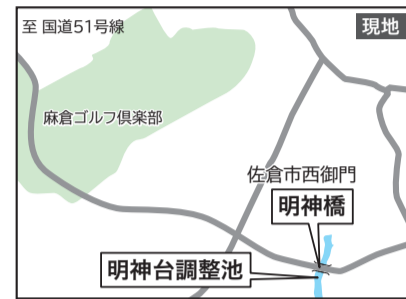 至 国道51号線
現地
麻倉ゴルフ倶楽部
佐倉市西御門
明神橋
明神台調整池